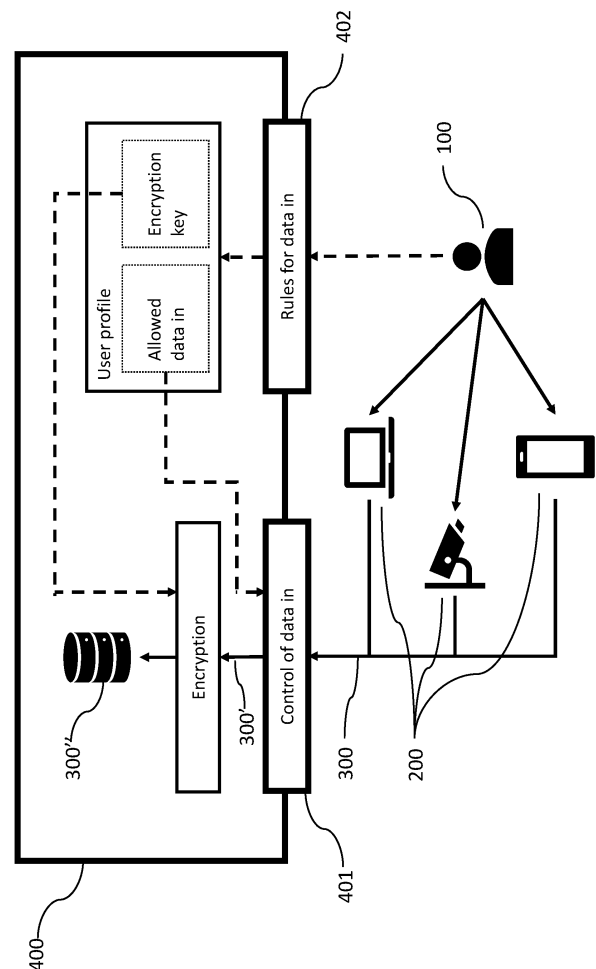 400
300''
User profile
Allowed
data in
Encryption
key
Encryption
300'
Control of data in
Rules for data in
401
300
402
200
100